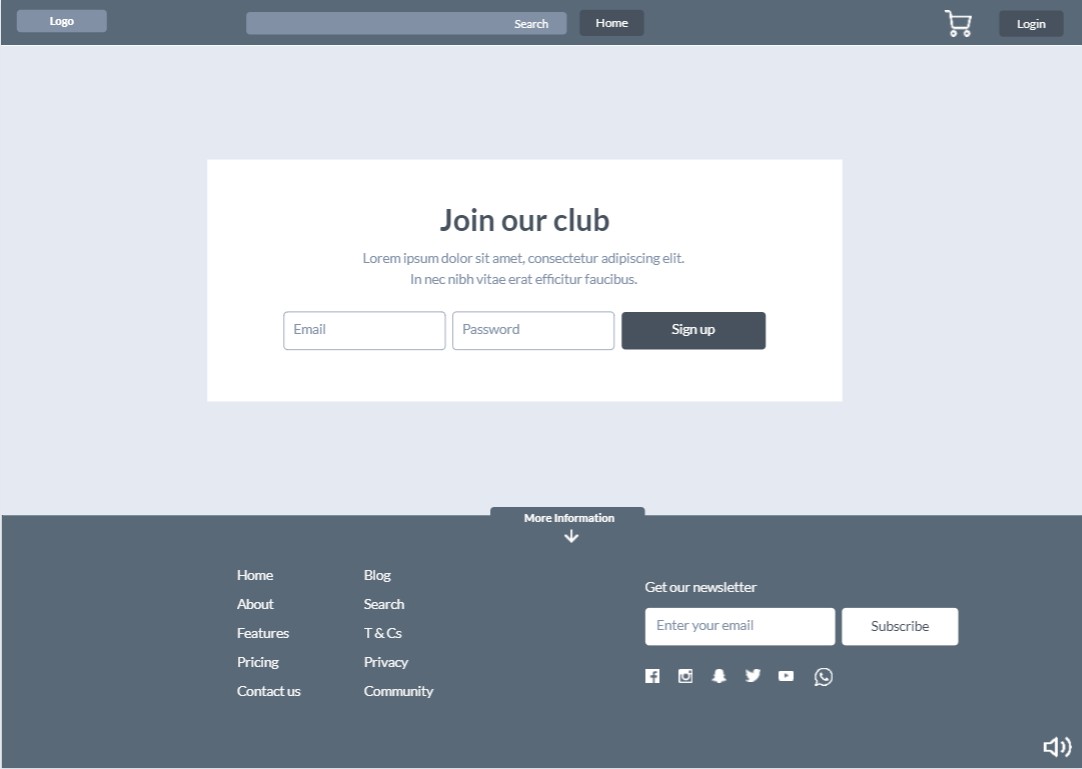 Logo
Search
Home
Login
Join our club
Lorem ipsum dolor sit amet, consectetur adipiscing elit.
In nec nibh vitae erat efficitur faucibus.
Email
Password
Sign up
More Information
Home
About
Features
Pricing
Contact us
Blog
Search
T & Cs
Privacy
Community
Get our newsletter
Enter your email
Subscribe